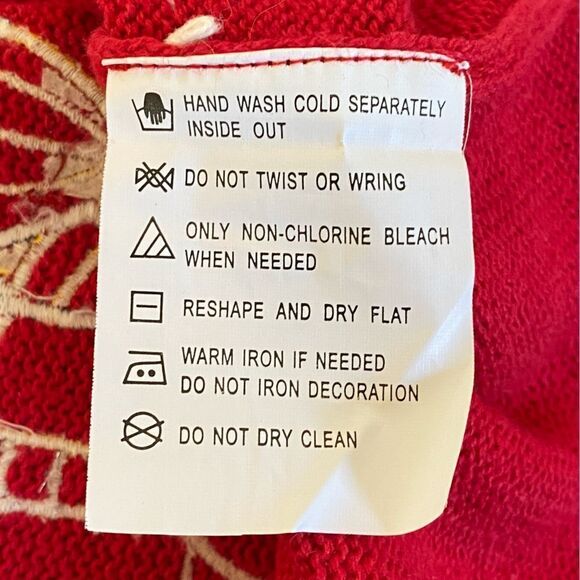 HAND WASH COLD SEPARATELY
INSIDE OUT
DO NOT TWIST OR WRING
ONLY NON-CHLORINE BLEACH
WHEN NEEDED
RESHAPE AND DRY FLAT
WARM IRON IF NEEDED
DO NOT IRON DECORATION
DO NOT DRY CLEAN